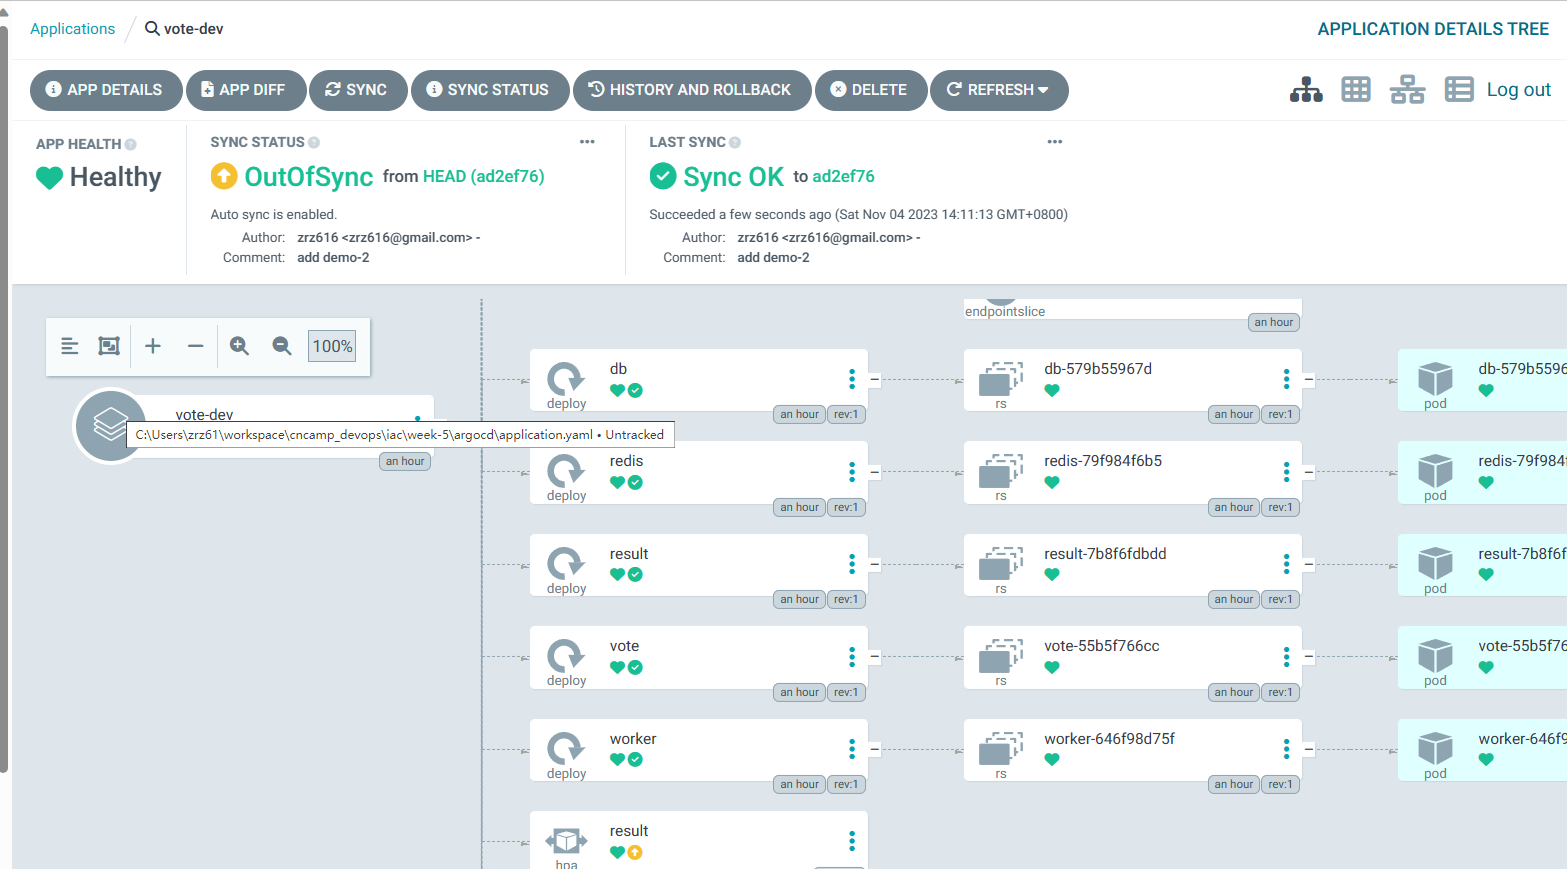 Applications / vote-dev
APPLICATION DETAILS TREE
APP DETAILS
APP DIFF
SYNC
SYNC STATUS
HISTORY AND ROLLBACK
DELETE
REFRESH
Log out
APP HEALTH
Healthy
SYNC STATUS
OutOfSync from HEAD (ad2ef76)
Auto sync is enabled.
Author: zrz616 <zrz616@gmail.com> -
Comment: add demo-2
LAST SYNC
Sync OK to ad2ef76
Succeeded a few seconds ago (Sat Nov 04 2023 14:11:13 GMT+0800)
Author: zrz616 <zrz616@gmail.com> -
Comment: add demo-2
100%
vote-dev
C:\Users\zrz61\workspace\cncamp_devops\iac\week-5\argocd\application.yaml • Untracked
an hour
endpointslice
an hour
db
deploy
an hour
rev:1
db-579b55967d
rs
an hour
rev:1
db-579b5596
pod
redis
deploy
an hour
rev:1
redis-79f984f6b5
rs
an hour
rev:1
redis-79f984f
pod
result
deploy
an hour
rev:1
result-7b8f6fdbdd
rs
an hour
rev:1
result-7b8f6f
pod
vote
deploy
an hour
rev:1
vote-55b5f766cc
rs
an hour
rev:1
vote-55b5f76
pod
worker
deploy
an hour
rev:1
worker-646f98d75f
rs
an hour
rev:1
worker-646f9
pod
result
hpa